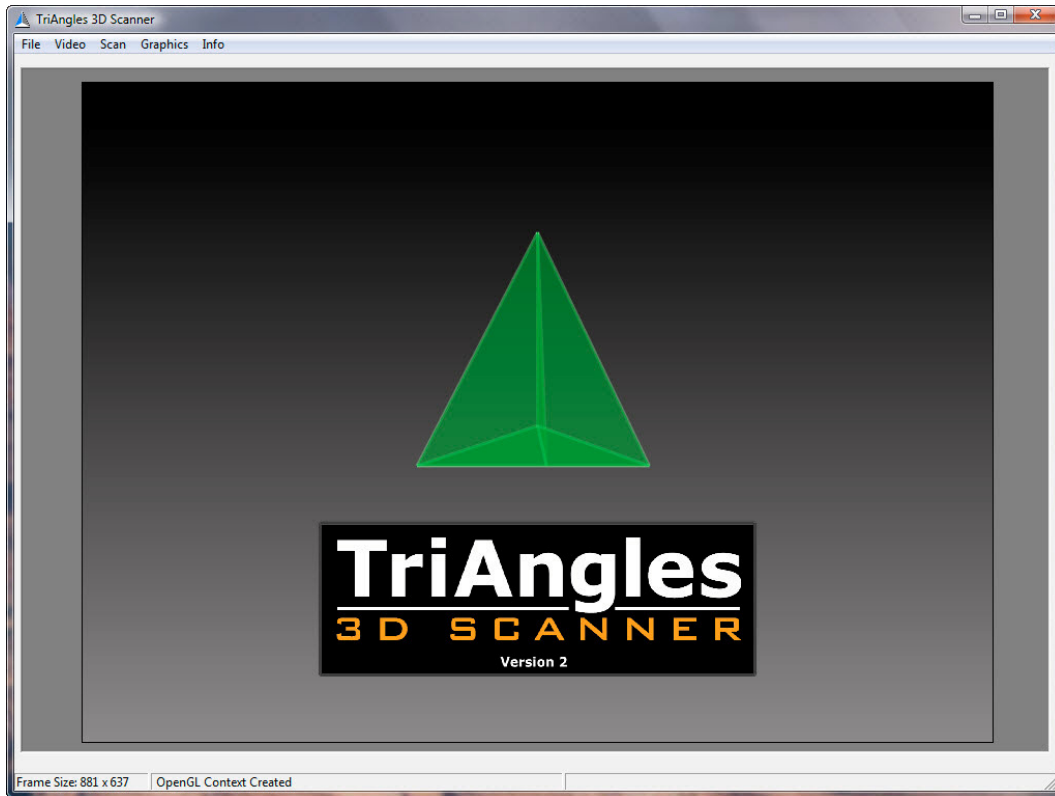 TriAngles 3D Scanner
File Video Scan Graphics Info
TriAngles
3D SCANNER
Version 2
Frame Size: 881 x 637 OpenGL Context Created